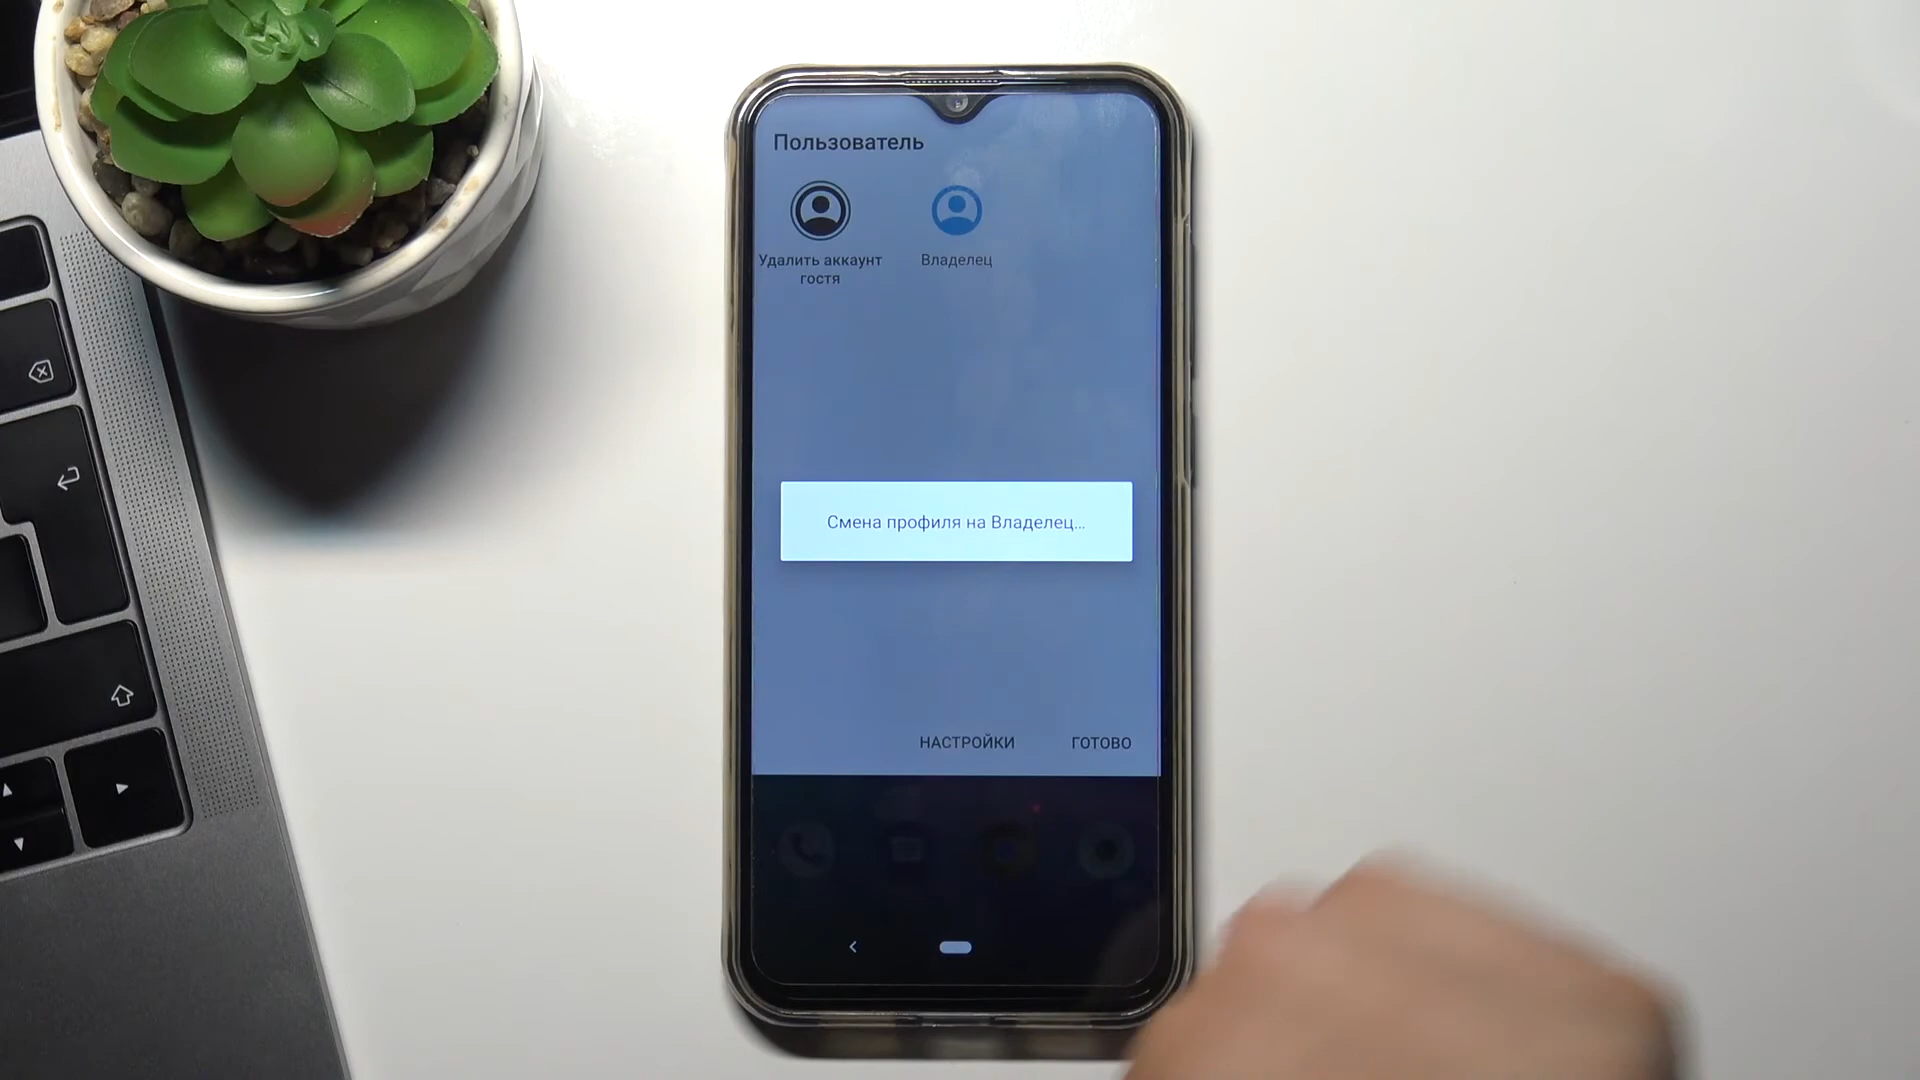 Пользователь
Удалить аккаунт
гостя
Владелец
Смена профиля на Владелец...
НАСТРОЙКИ
ГОТОВО